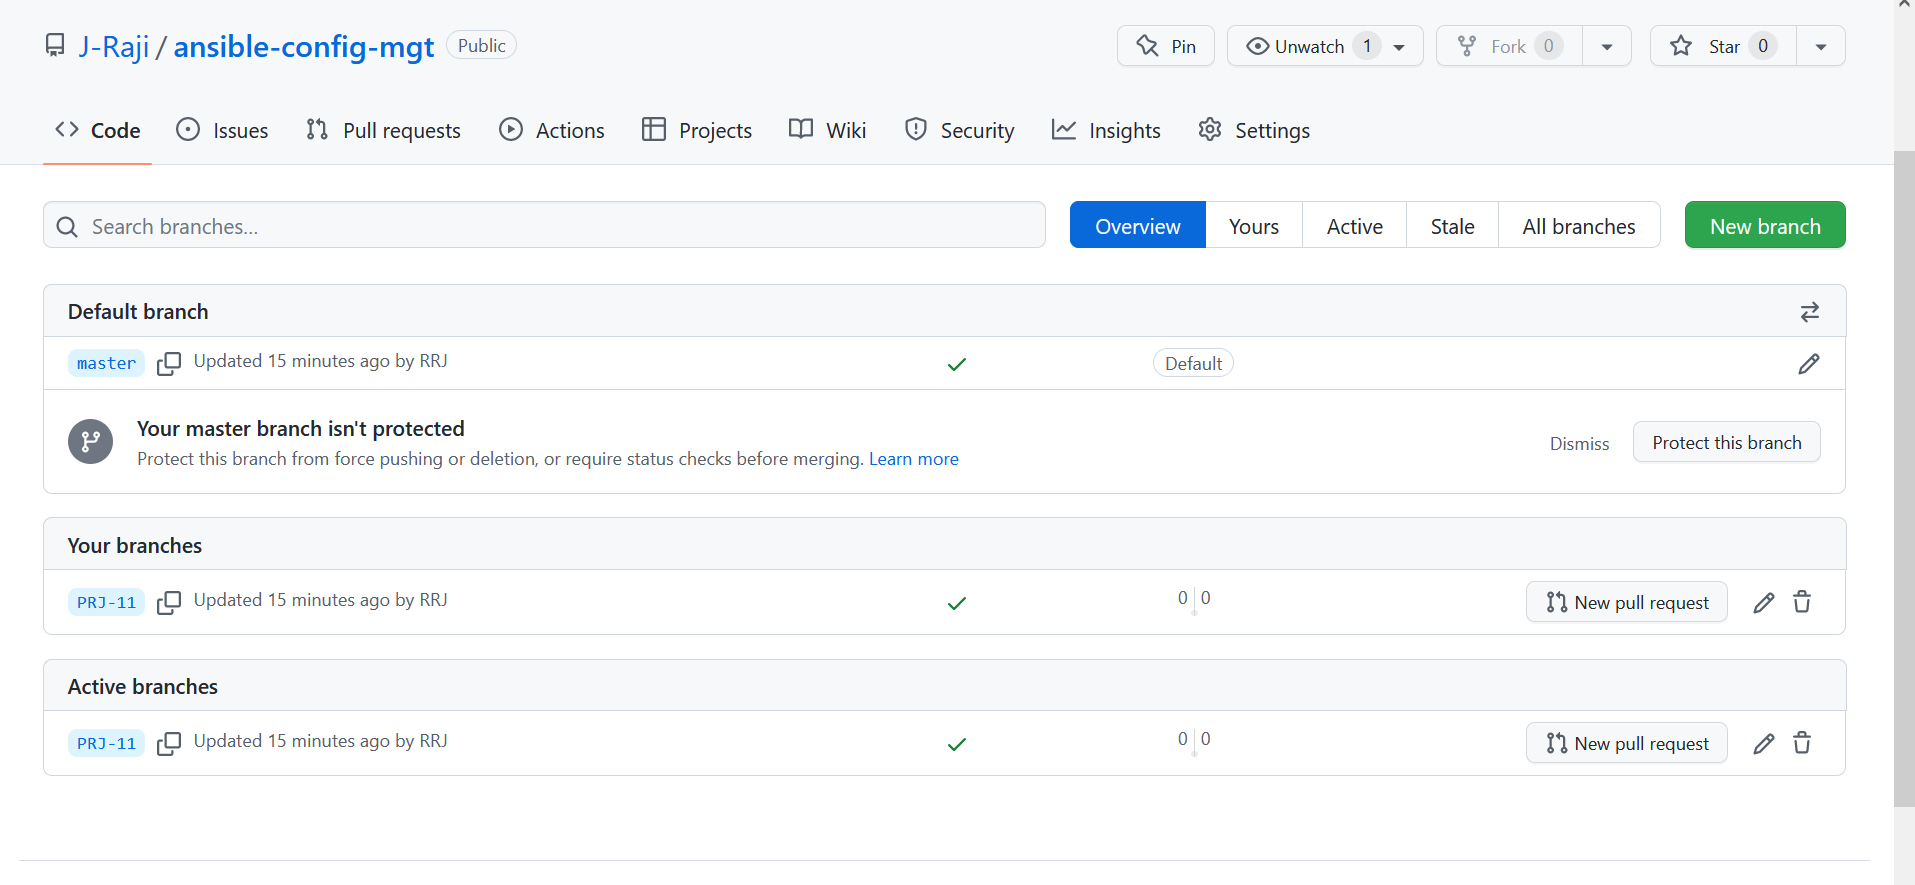 J-Raji / ansible-config-mgt Public Pin Unwatch 1 Fork 0 Star 0
Code Issues Pull requests Actions Projects Wiki Security Insights Settings
Search branches... Overview Yours Active Stale All branches New branch
Default branch
master Updated 15 minutes ago by RRJ Default
Your master branch isn't protected
Protect this branch from force pushing or deletion, or require status checks before merging. Learn more Dismiss Protect this branch
Your branches
PRJ-11 Updated 15 minutes ago by RRJ 0 0 New pull request
Active branches
PRJ-11 Updated 15 minutes ago by RRJ 0 0 New pull request